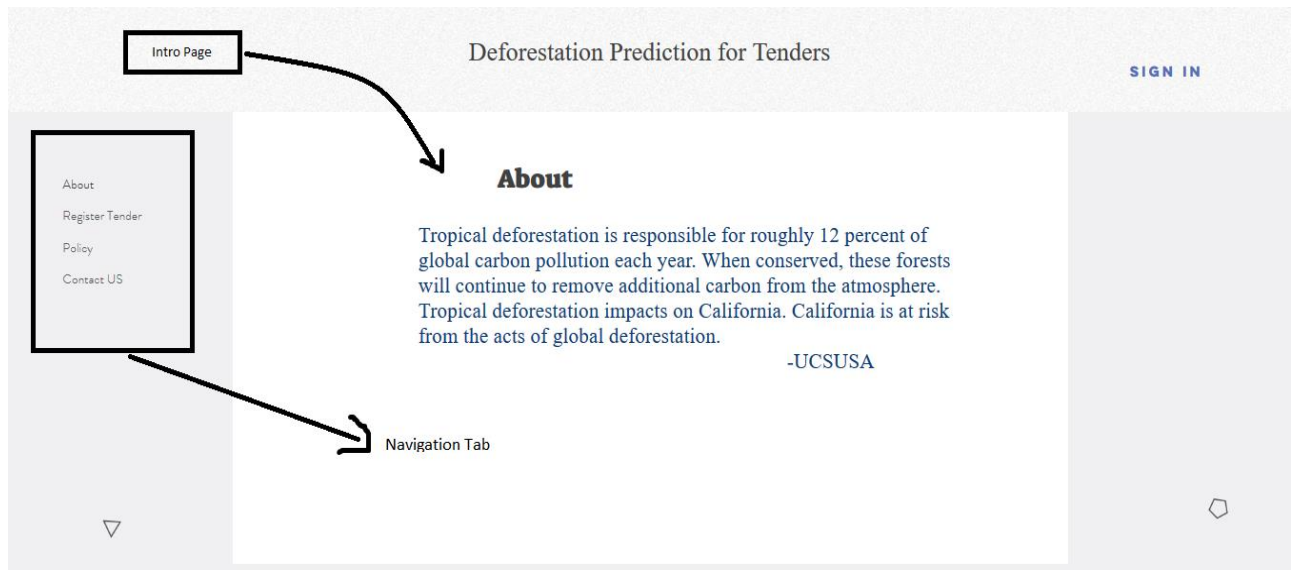 Intro Page
Deforestation Prediction for Tenders
SIGN IN
About
Register Tender
Policy
Contact US
About
Tropical deforestation is responsible for roughly 12 percent of
global carbon pollution each year. When conserved, these forests
will continue to remove additional carbon from the atmosphere.
Tropical deforestation impacts on California. California is at risk
from the acts of global deforestation.
-UCSUSA
Navigation Tab